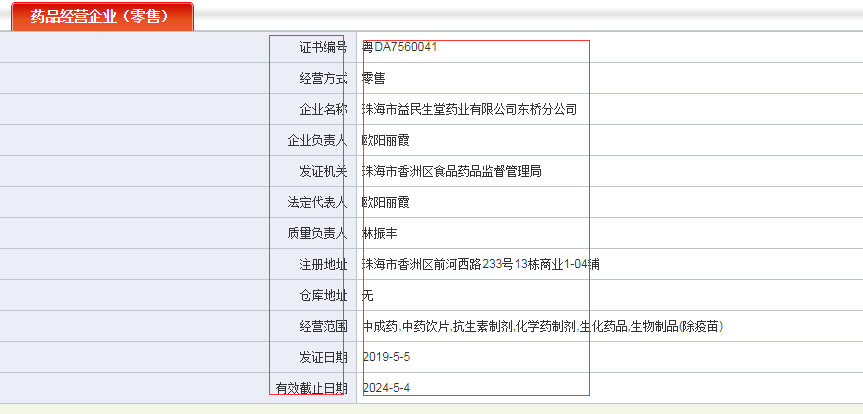 药品经营企业（零售）
证书编号 粤DA7560041
经营方式 零售
企业名称 珠海市益民生堂药业有限公司东桥分公司
企业负责人 欧阳丽霞
发证机关 珠海市香洲区食品药品监督管理局
法定代表人 欧阳丽霞
质量负责人 林振丰
注册地址 珠海市香洲区前河西路233号13栋商业1-04铺
仓库地址 无
经营范围 中成药,中药饮片,抗生素制剂,化学药制剂,生化药品,生物制品(除疫苗)
发证日期 2019-5-5
有效截止日期 2024-5-4